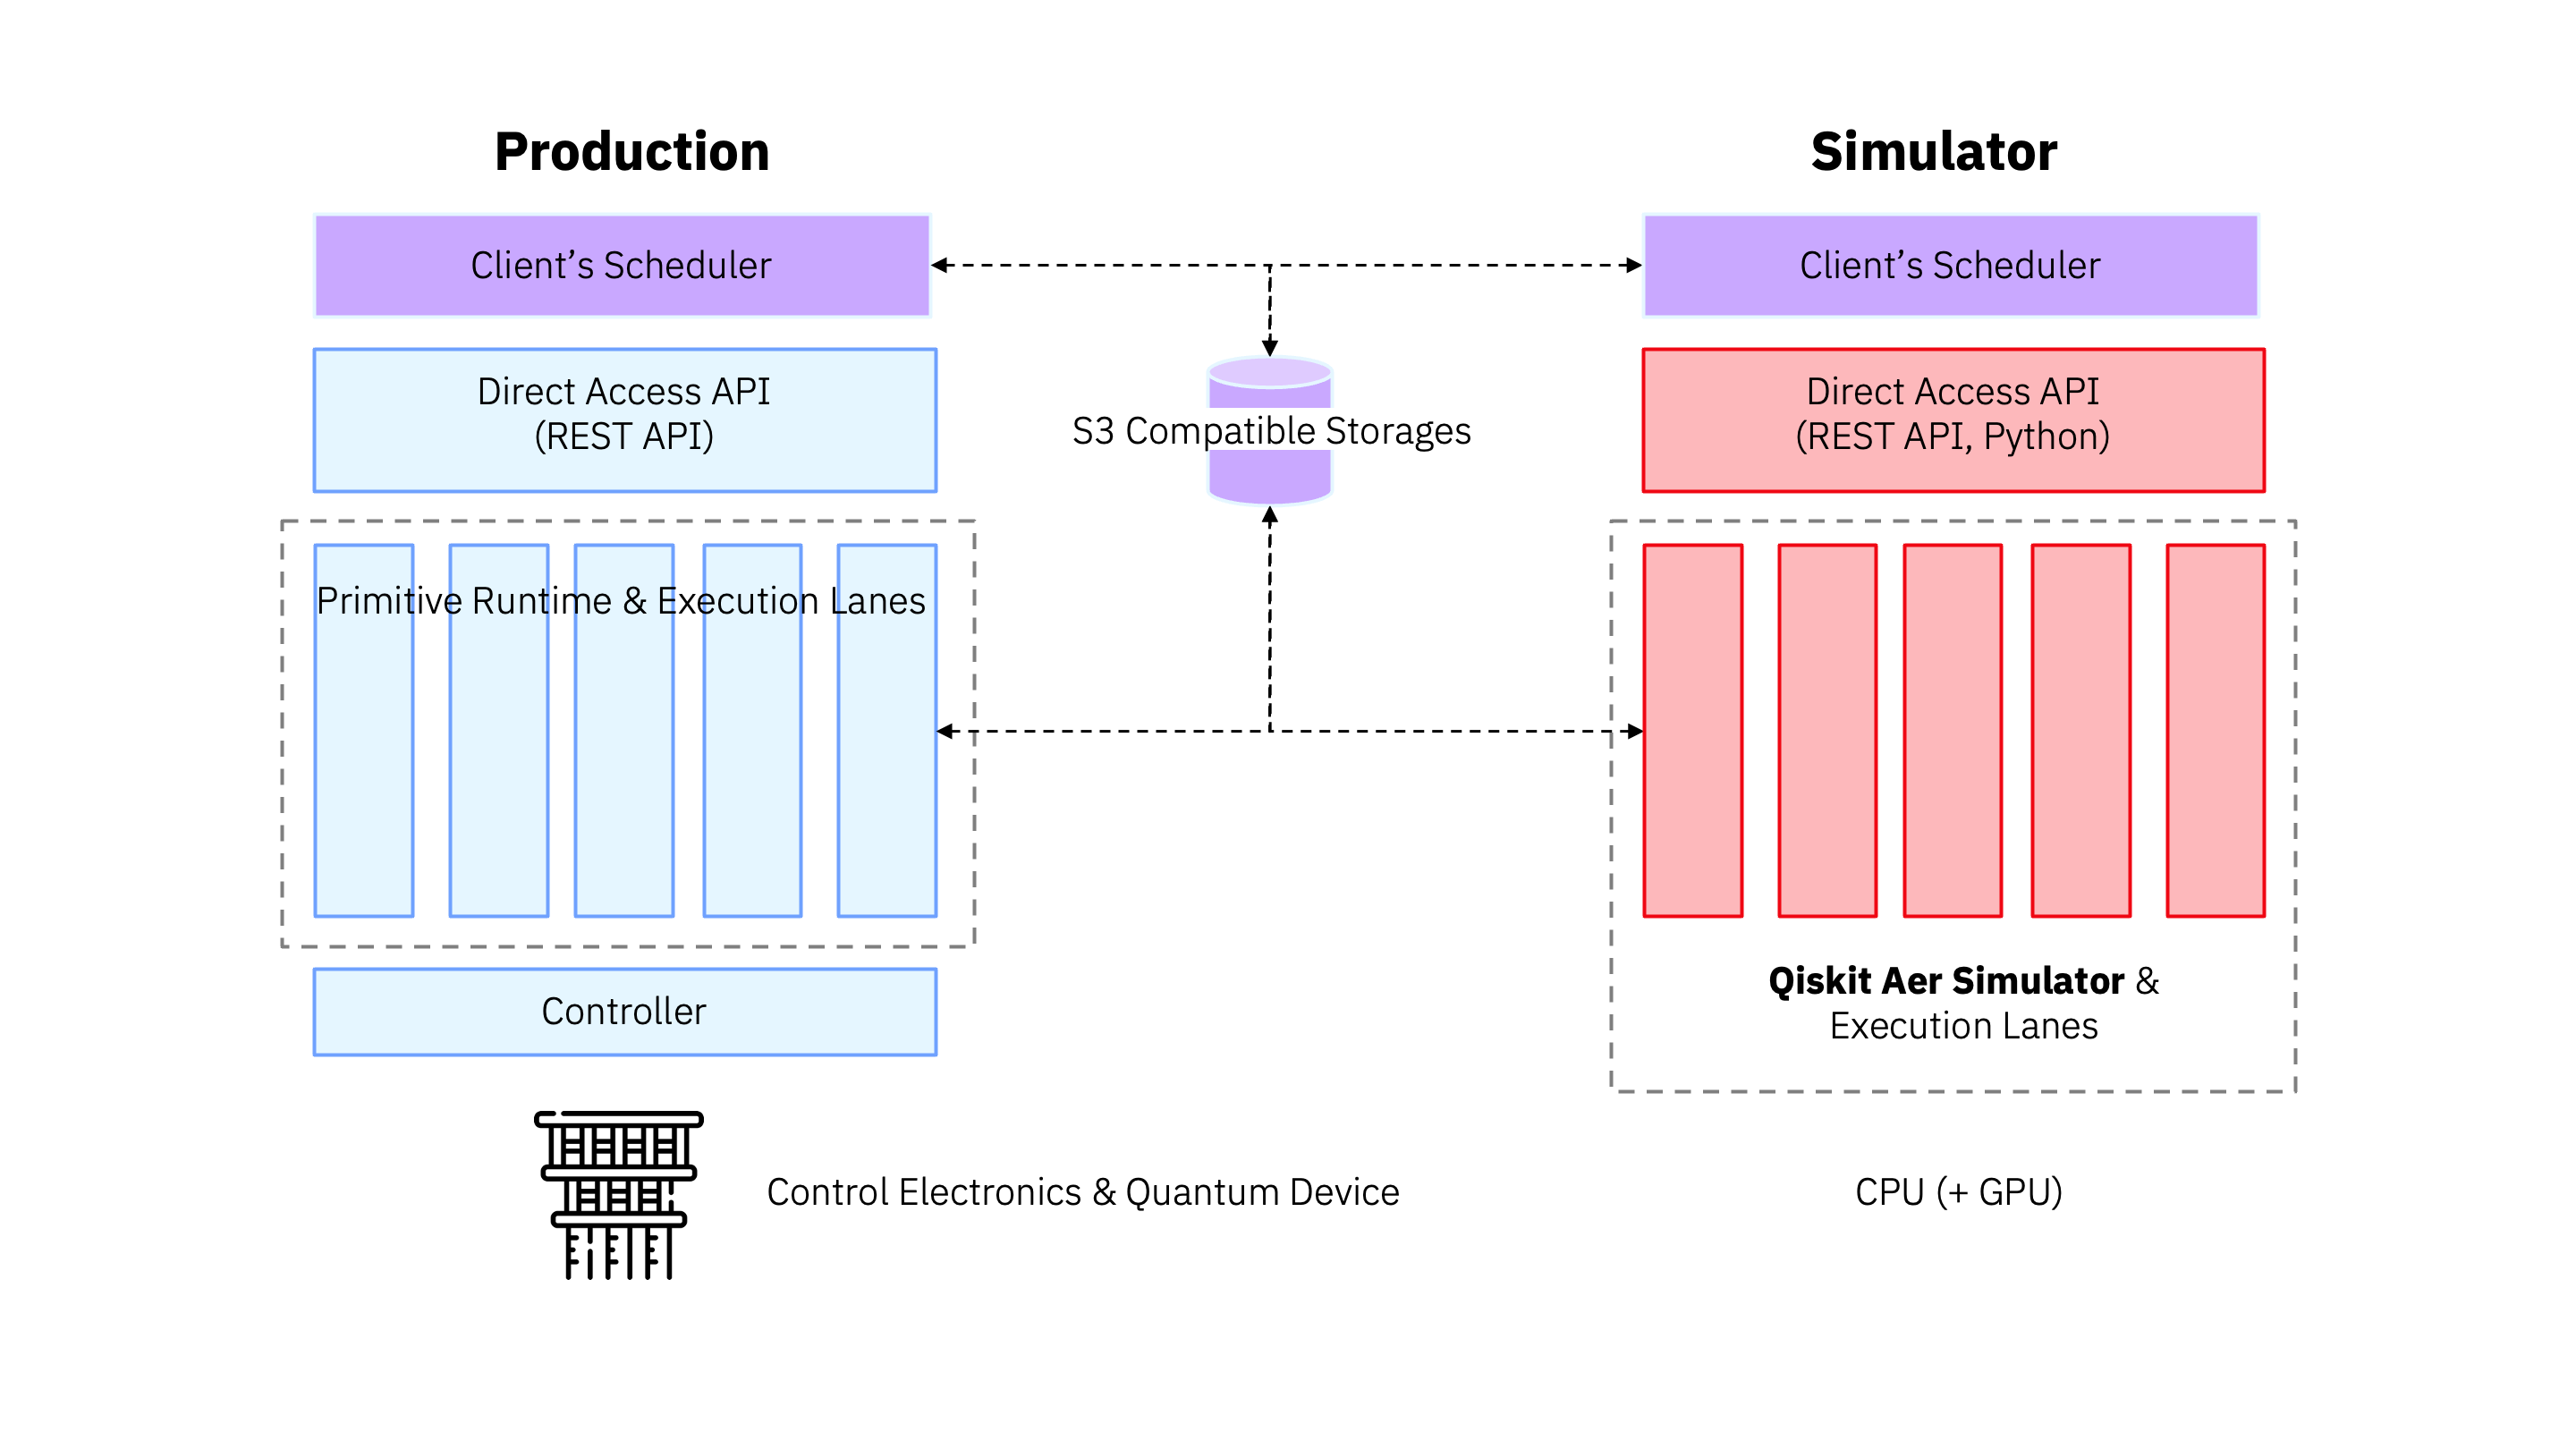 Production
Simulator
Client’s Scheduler
Client’s Scheduler
Direct Access API
(REST API)
S3 Compatible Storages
Direct Access API
(REST API, Python)
Primitive Runtime & Execution Lanes
Controller
Qiskit Aer Simulator &
Execution Lanes
Control Electronics & Quantum Device
CPU (+ GPU)